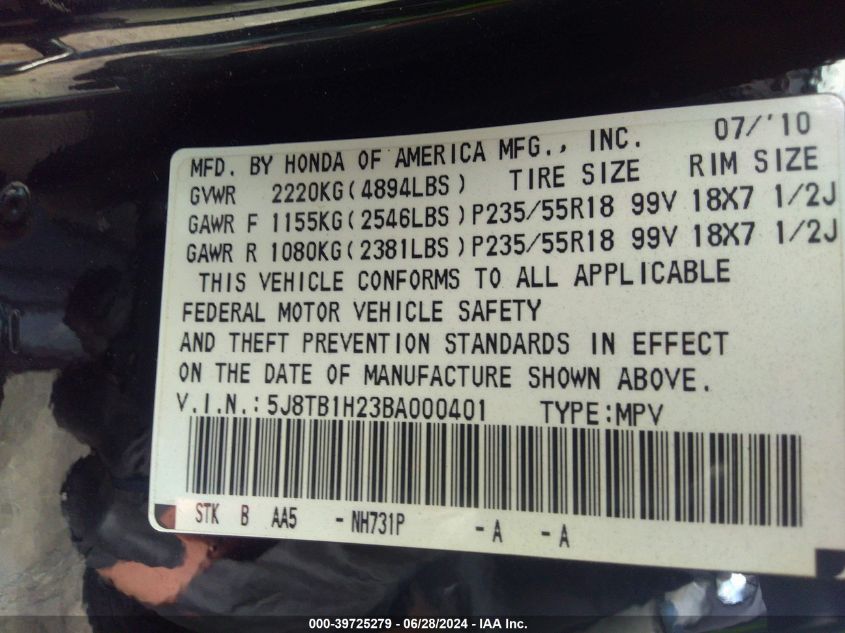 MFD. BY HONDA OF AMERICA MFG., INC. 07/'10
GVWR 2220KG(4894LBS) TIRE SIZE RIM SIZE
GAWR F 1155KG(2546LBS)P235/55R18 99V 18X7 1/2J
GAWR R 1080KG(2381LBS)P235/55R18 99V 18X7 1/2J
THIS VEHICLE CONFORMS TO ALL APPLICABLE
FEDERAL MOTOR VEHICLE SAFETY
AND THEFT PREVENTION STANDARDS IN EFFECT
ON THE DATE OF MANUFACTURE SHOWN ABOVE.
V.I.N.: 5J8TB1H23BA000401 TYPE:MPV
STK B AA5 - NH731P - A - A
000-39725279 - 06/28/2024 - IAA Inc.